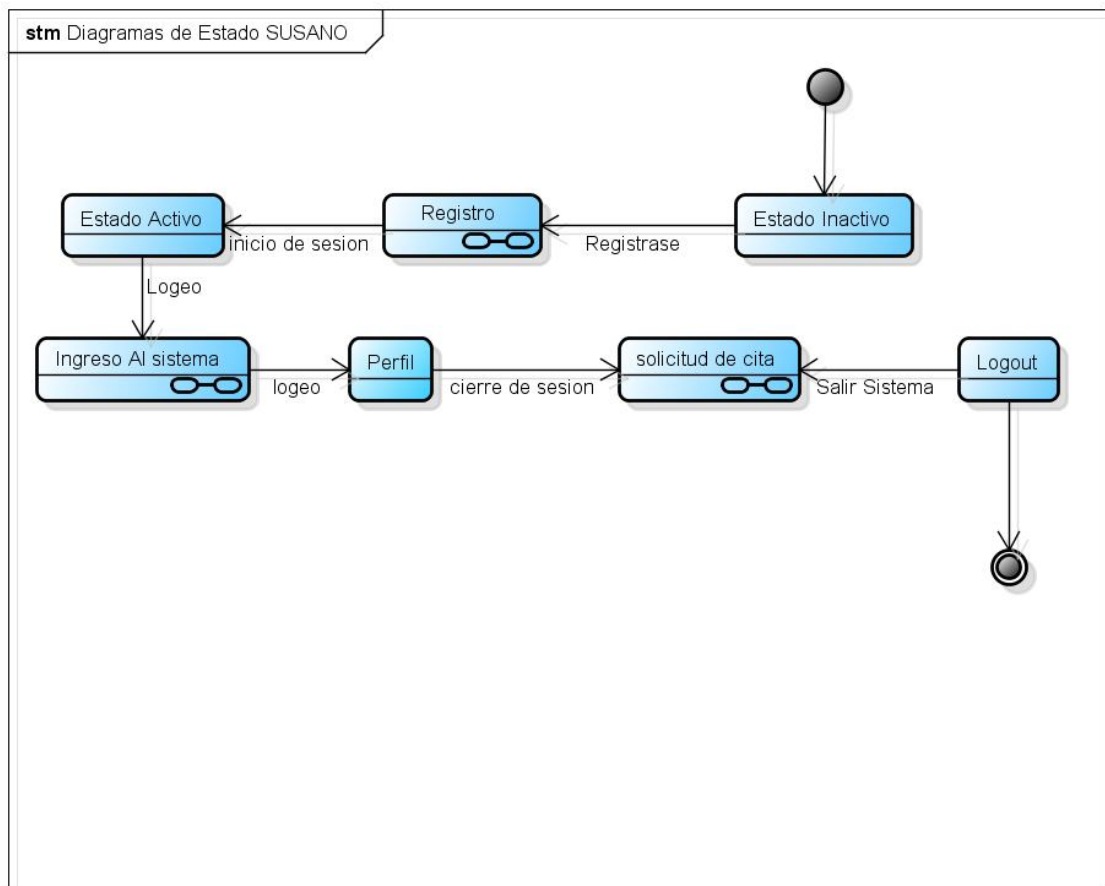 stm Diagramas de Estado SUSANO
Estado Activo
Registro
Estado Inactivo
inicio de sesion
Registrase
Logeo
Ingreso Al sistema
Perfil
solicitud de cita
Logout
logeo
cierre de sesion
Salir Sistema